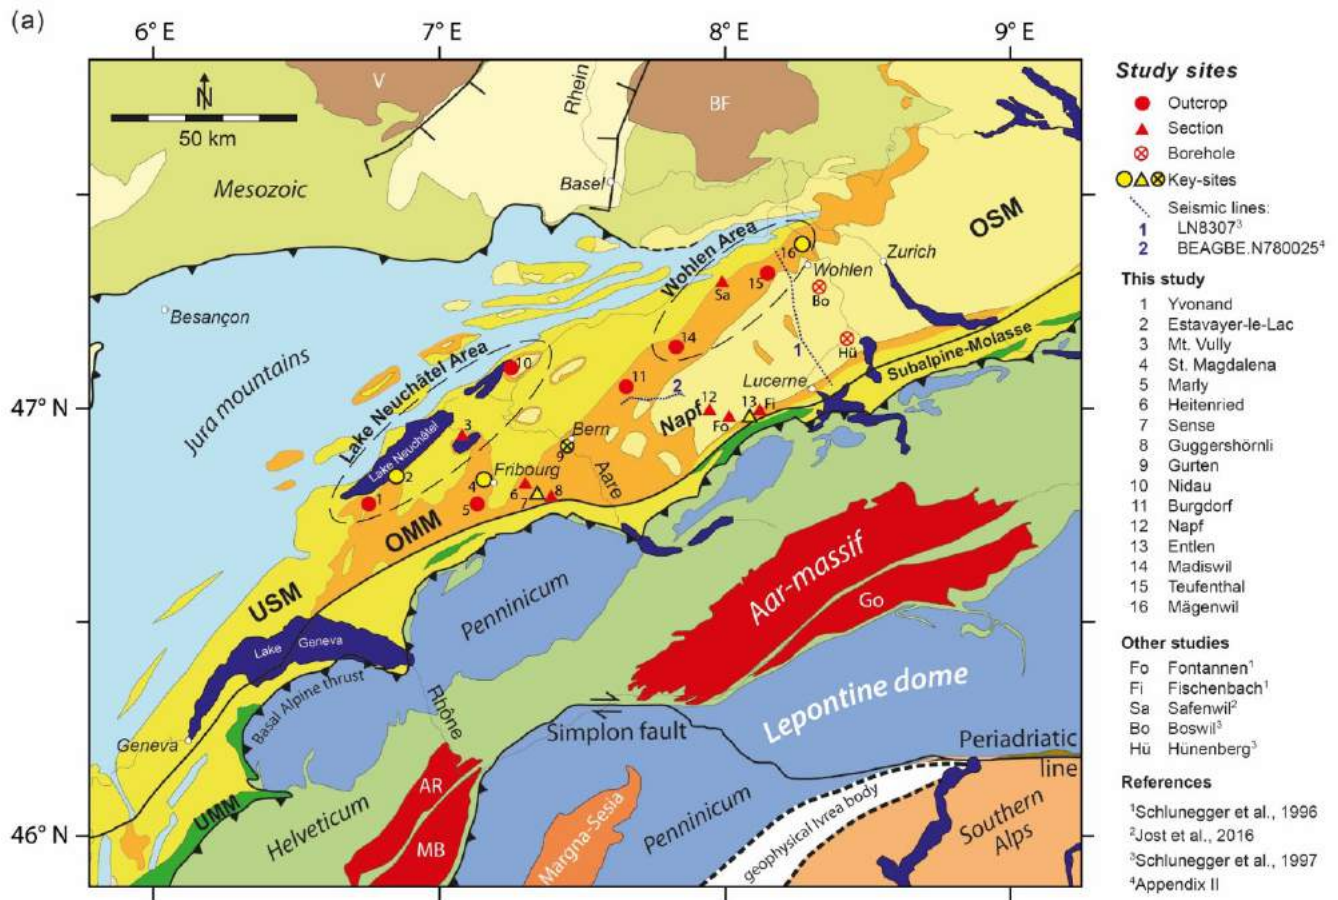 (a)
6° E
7° E
8° E
9° E
N
50 km
V
Rhein
BF
Mesozoic
Basel
OSM
Wohlen Area
16
Wohlen
Zurich
Sa
15
Bo
Besançon
14
1
Hü
Subalpine-Molasse
Jura mountains
Lake Neuchâtel Area
10
11
2
Lucerne
47° N
Napf
12
13
Fi
Fo
Lake Neuchâtel
3
Bern
9
2
Fribourg
4
Aare
1
5
6
7
8
OMM
USM
Penninicum
Aar-massif
Go
Lake Geneva
Basal Alpine thrust
Rhône
Lepontine dome
Simplon fault
Geneva
Periadriatic
line
UMM
Helveticum
AR
MB
Margna-Sesia
Penninicum
geophysical Ivrea body
Southern
Alps
46° N
Study sites
Outcrop
Section
Borehole
Key-sites
Seismic lines:
1 LN8307³
2 BEAGBE.N780025⁴
This study
1 Yvonand
2 Estavayer-le-Lac
3 Mt. Vully
4 St. Magdalena
5 Marly
6 Heitenried
7 Sense
8 Guggershörnli
9 Gurten
10 Nidau
11 Burgdorf
12 Napf
13 Entlen
14 Madiswil
15 Teufenthal
16 Mägenwil
Other studies
Fo Fontannen¹
Fi Fischenbach¹
Sa Safenwil²
Bo Boswil³
Hü Hünenberg³
References
¹Schlunegger et al., 1996
²Jost et al., 2016
³Schlunegger et al., 1997
⁴Appendix II